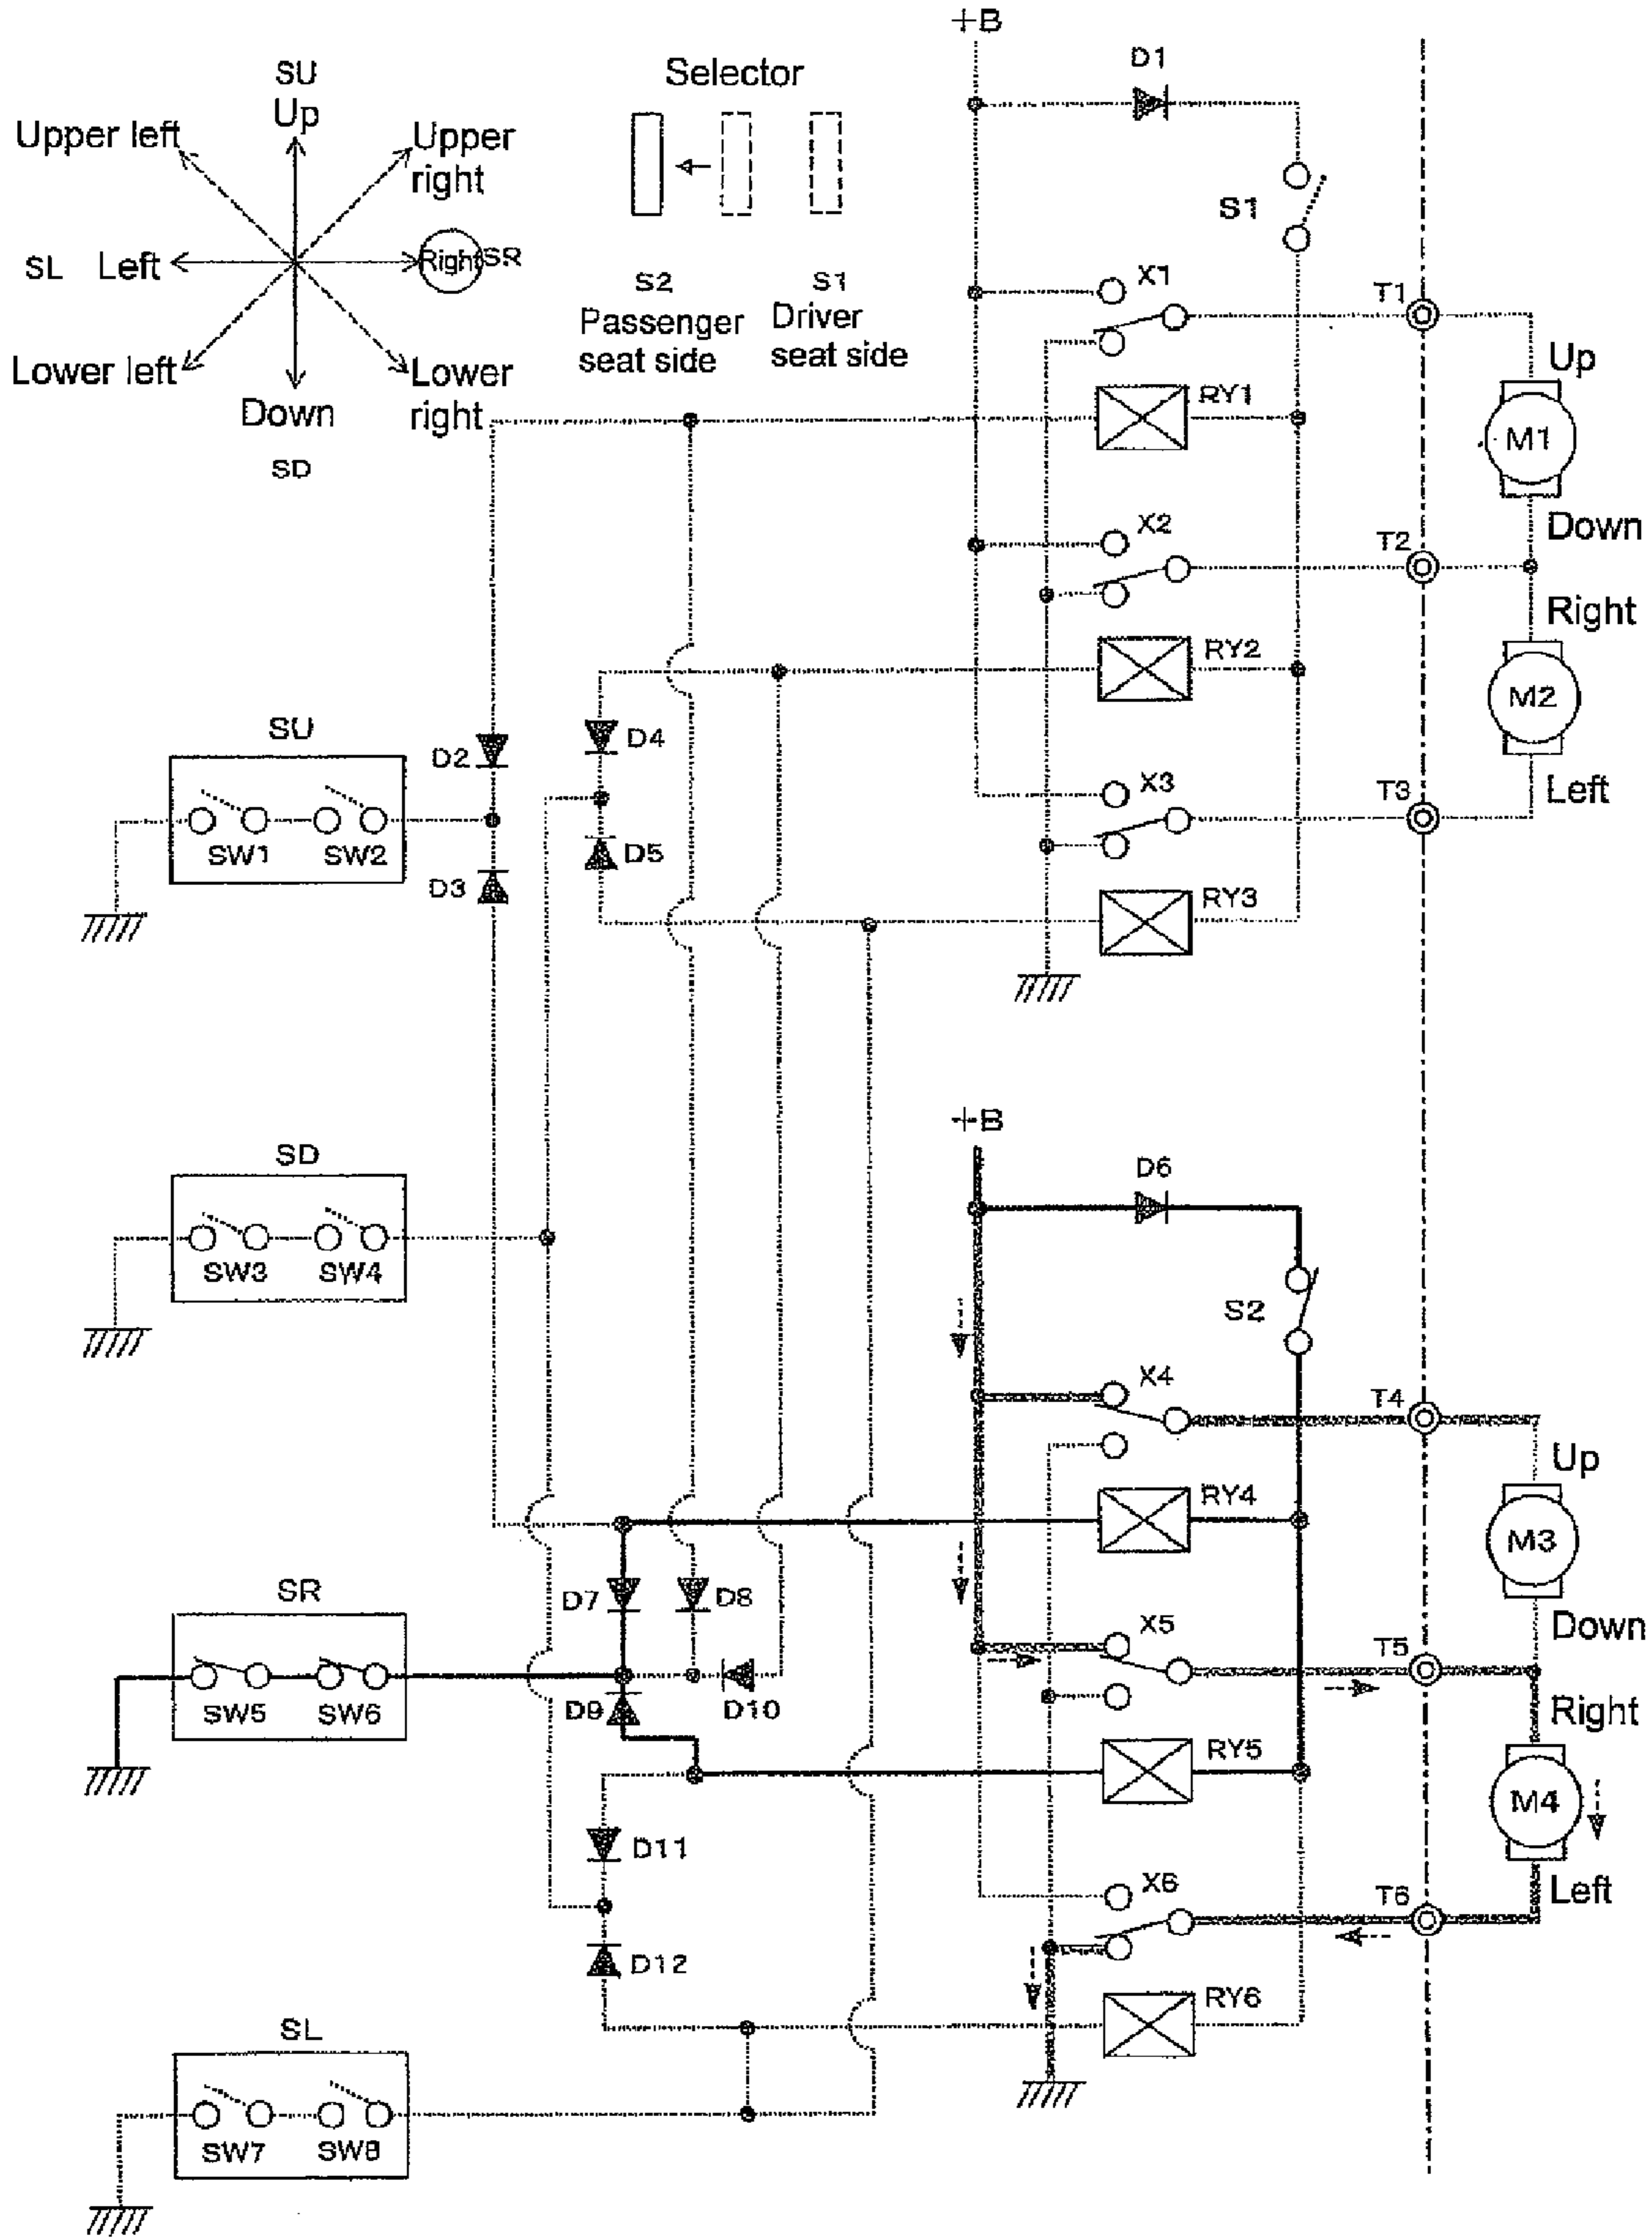 +B
SU
Up
Upper left
Upper
right
SL Left
Right SR
Lower left
Lower
right
Down
SD
Selector
S2
Passenger
seat side
S1
Driver
seat side
D1
S1
X1
T1
RY1
Up
M1
Down
X2
T2
RY2
Right
M2
Left
X3
T3
RY3
SU
SW1 SW2
D2
D3
D4
D5
+B
D6
S2
SD
SW3 SW4
X4
T4
RY4
Up
M3
Down
SR
SW5 SW6
D7
D8
D9
D10
X5
T5
RY5
Right
M4
Left
D11
D12
X6
T6
RY6
SL
SW7 SW8